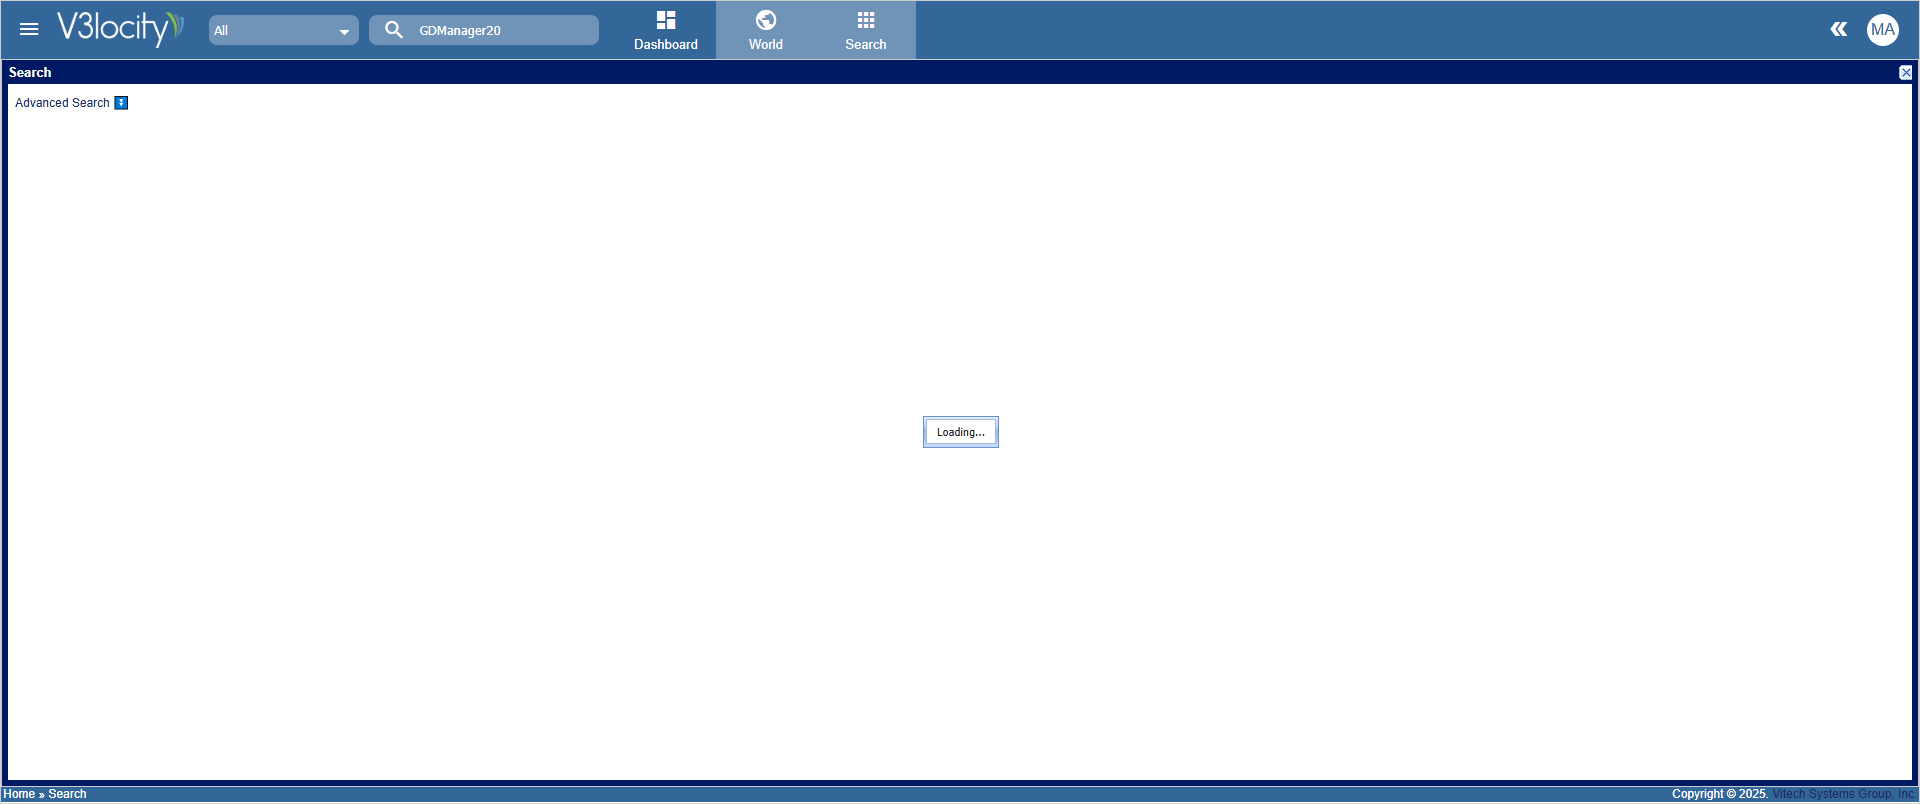 V3locity
All
GDManager20
Dashboard
World
Search
MA
Search
Advanced Search
Loading...
Home » Search
Copyright © 2025. Vitech Systems Group, Inc.